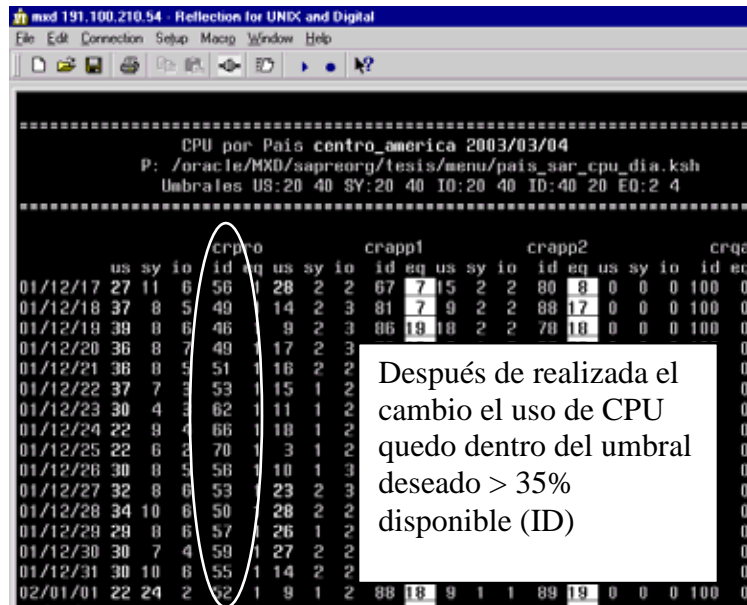 mxd 191.100.210.54 - Reflection for UNIX and Digital
File Edit Connection Setup Macro Window Help
CPU por Pais centro_america 2003/03/04
P: /oracle/MXD/sapreorg/tesis/menu/pais_sar_cpu_dia.ksh
Umbrales US:20 40 SY:20 40 IO:20 40 ID:40 20 EQ:2 4
crpro crapp1 crapp2
us sy io id eq us sy io id eq us sy io id eq us sy io id
01/12/17 27 11 6 56 1 28 2 2 67 7 15 2 2 80 8 0 0 0 100 0
01/12/18 37 8 5 49 1 14 2 3 81 7 9 2 2 88 17 0 0 0 100 0
01/12/19 39 8 6 46 9 2 3 86 19 18 2 2 78 18 0 0 0 100 0
01/12/20 36 8 7 49 1 17 2 3
01/12/21 36 8 5 51 1 16 2 2
01/12/22 37 7 3 53 1 15 1 2
01/12/23 30 4 3 62 1 11 1 2
01/12/24 22 9 4 66 1 18 1 2
01/12/25 22 6 2 70 1 3 1 2
01/12/26 30 8 5 56 1 10 1 3
01/12/27 32 8 6 53 1 23 2 3
01/12/28 34 10 6 50 1 28 2 2
01/12/29 29 8 6 57 1 26 1 2
01/12/30 30 7 4 59 1 27 2 2
01/12/31 30 10 6 55 1 14 2 2
02/01/01 22 24 2 52 1 9 1 2 88 18 9 1 1 89 19 0 0 0 100
Después de realizada el
cambio el uso de CPU
quedo dentro del umbral
deseado > 35%
disponible (ID)